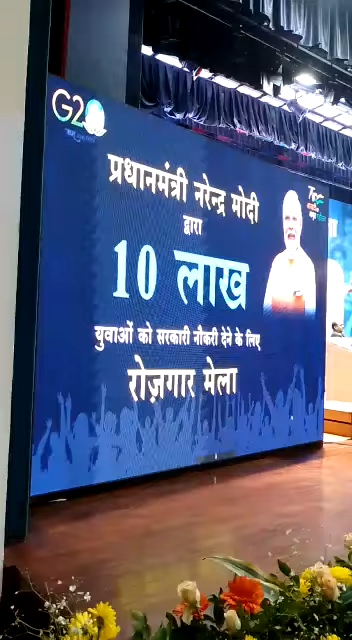 G20
प्रधानमंत्री नरेन्द्र मोदी
द्वारा
10 लाख
युवाओं को सरकारी नौकरी देने के लिए
रोज़गार मेला